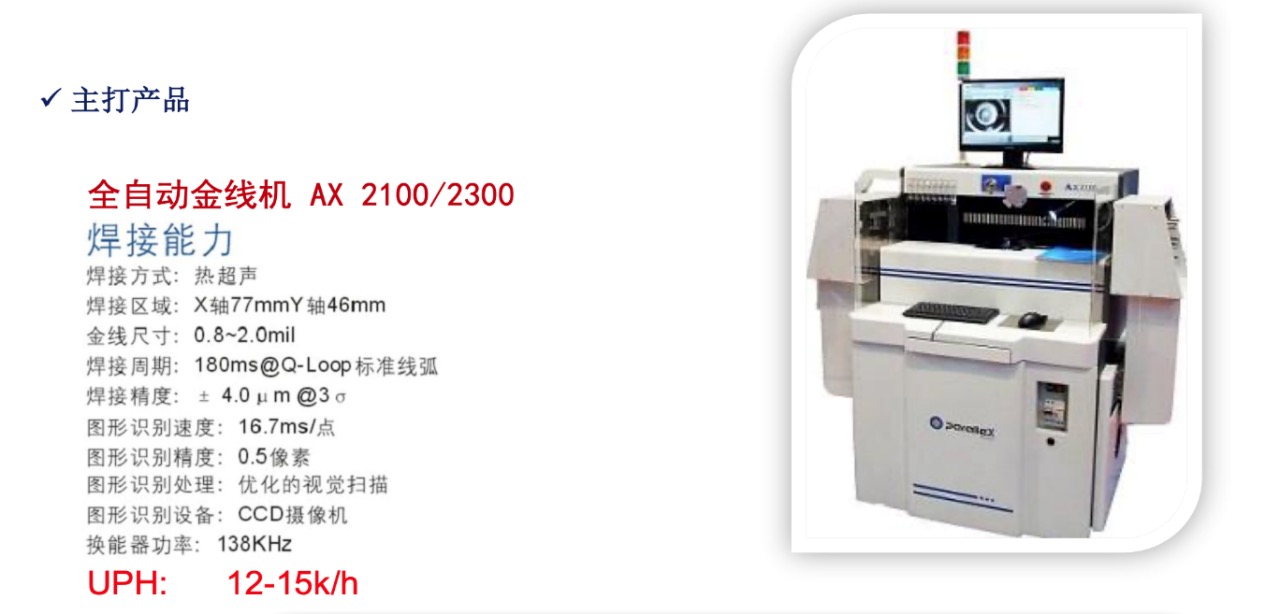 ✓ 主打产品
全自动金线机 AX 2100/2300
焊接能力
焊接方式: 热超声
焊接区域: X轴77mmY轴46mm
金线尺寸: 0.8~2.0mil
焊接周期: 180ms@Q-Loop标准线弧
焊接精度: ± 4.0 μm @3σ
图形识别速度: 16.7ms/点
图形识别精度: 0.5像素
图形识别处理: 优化的视觉扫描
图形识别设备: CCD摄像机
换能器功率: 138KHz
UPH: 12-15k/h